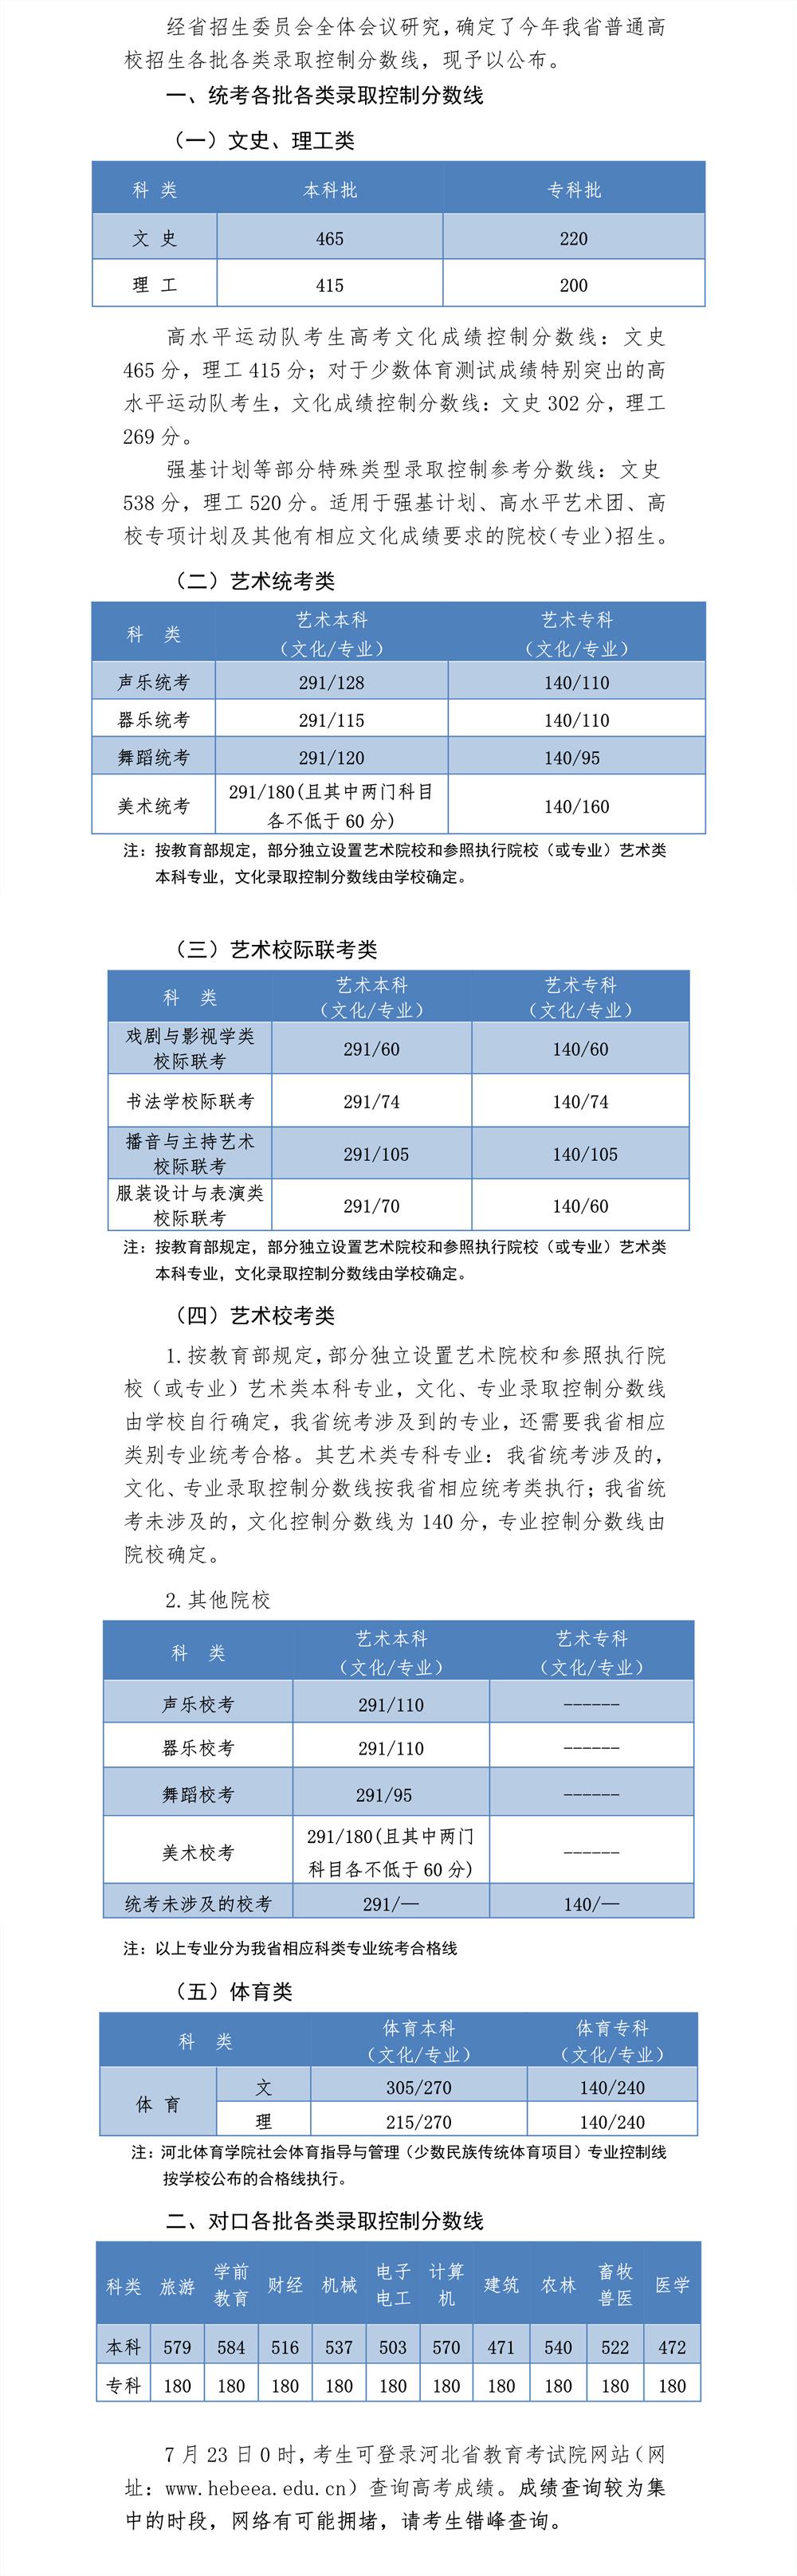 经省招生委员会全体会议研究,确定了今年我省普通高
校招生各批各类录取控制分数线，现予以公布。
一、统考各批各类录取控制分数线
（一）文史、理工类
科 类 本科批 专科批
文 史 465 220
理 工 415 200
高水平运动队考生高考文化成绩控制分数线：文史
465 分，理工 415 分；对于少数体育测试成绩特别突出的高
水平运动队考生，文化成绩控制分数线：文史 302 分，理工
269 分。
强基计划等部分特殊类型录取控制参考分数线：文史
538 分，理工 520 分。适用于强基计划、高水平艺术团、高
校专项计划及其他有相应文化成绩要求的院校(专业)招生。
（二）艺术统考类
科 类 艺术本科 艺术专科
（文化/专业） （文化/专业）
声乐统考 291/128 140/110
器乐统考 291/115 140/110
舞蹈统考 291/120 140/95
美术统考 291/180(且其中两门科目 140/160
各不低于 60 分)
注：按教育部规定，部分独立设置艺术院校和参照执行院校（或专业）艺术类
本科专业，文化录取控制分数线由学校确定。
（三）艺术校际联考类
科 类 艺术本科 艺术专科
（文化/专业） （文化/专业）
戏剧与影视学类 291/60 140/60
校际联考
书法学校际联考 291/74 140/74
播音与主持艺术 291/105 140/105
校际联考
服装设计与表演类 291/70 140/60
校际联考
注：按教育部规定，部分独立设置艺术院校和参照执行院校（或专业）艺术类
本科专业，文化录取控制分数线由学校确定。
（四）艺术校考类
1.按教育部规定,部分独立设置艺术院校和参照执行院
校（或专业）艺术类本科专业，文化、专业录取控制分数线
由学校自行确定，我省统考涉及到的专业，还需要我省相应
类别专业统考合格。其艺术类专科专业：我省统考涉及的，
文化、专业录取控制分数线按我省相应统考类执行；我省统
考未涉及的，文化控制分数线为 140 分，专业控制分数线由
院校确定。
2.其他院校
科 类 艺术本科 艺术专科
（文化/专业） （文化/专业）
声乐校考 291/110 ------
器乐校考 291/110 ------
舞蹈校考 291/95 ------
美术校考 291/180(且其中两门 ------
科目各不低于 60 分)
统考未涉及的校考 291/— 140/—
注：以上专业分为我省相应科类专业统考合格线
（五）体育类
科 类 体育本科 体育专科
（文化/专业） （文化/专业）
体 育 文 305/270 140/240
理 215/270 140/240
注：河北体育学院社会体育指导与管理（少数民族传统体育项目）专业控制线
按学校公布的合格线执行。
二、对口各批各类录取控制分数线
科类 旅游 学前教育 财经 机械 电子电工 计算机 建筑 农林 畜牧兽医 医学
本科 579 584 516 537 503 570 471 540 522 472
专科 180 180 180 180 180 180 180 180 180 180
7 月 23 日 0 时，考生可登录河北省教育考试院网站（网
址：www.hebeea.edu.cn）查询高考成绩。成绩查询较为集
中的时段，网络有可能拥堵，请考生错峰查询。